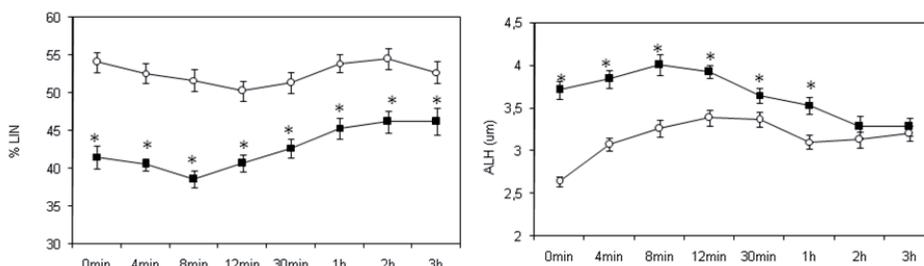 60
55
50
45
40
35
30
% LIN
* * * * * * * *
0min 4min 8min 12min 30min 1h 2h 3h
4,5
4
3,5
3
2,5
2
ALH (um)
* * * * * *
0min 4min 8min 12min 30min 1h 2h 3h